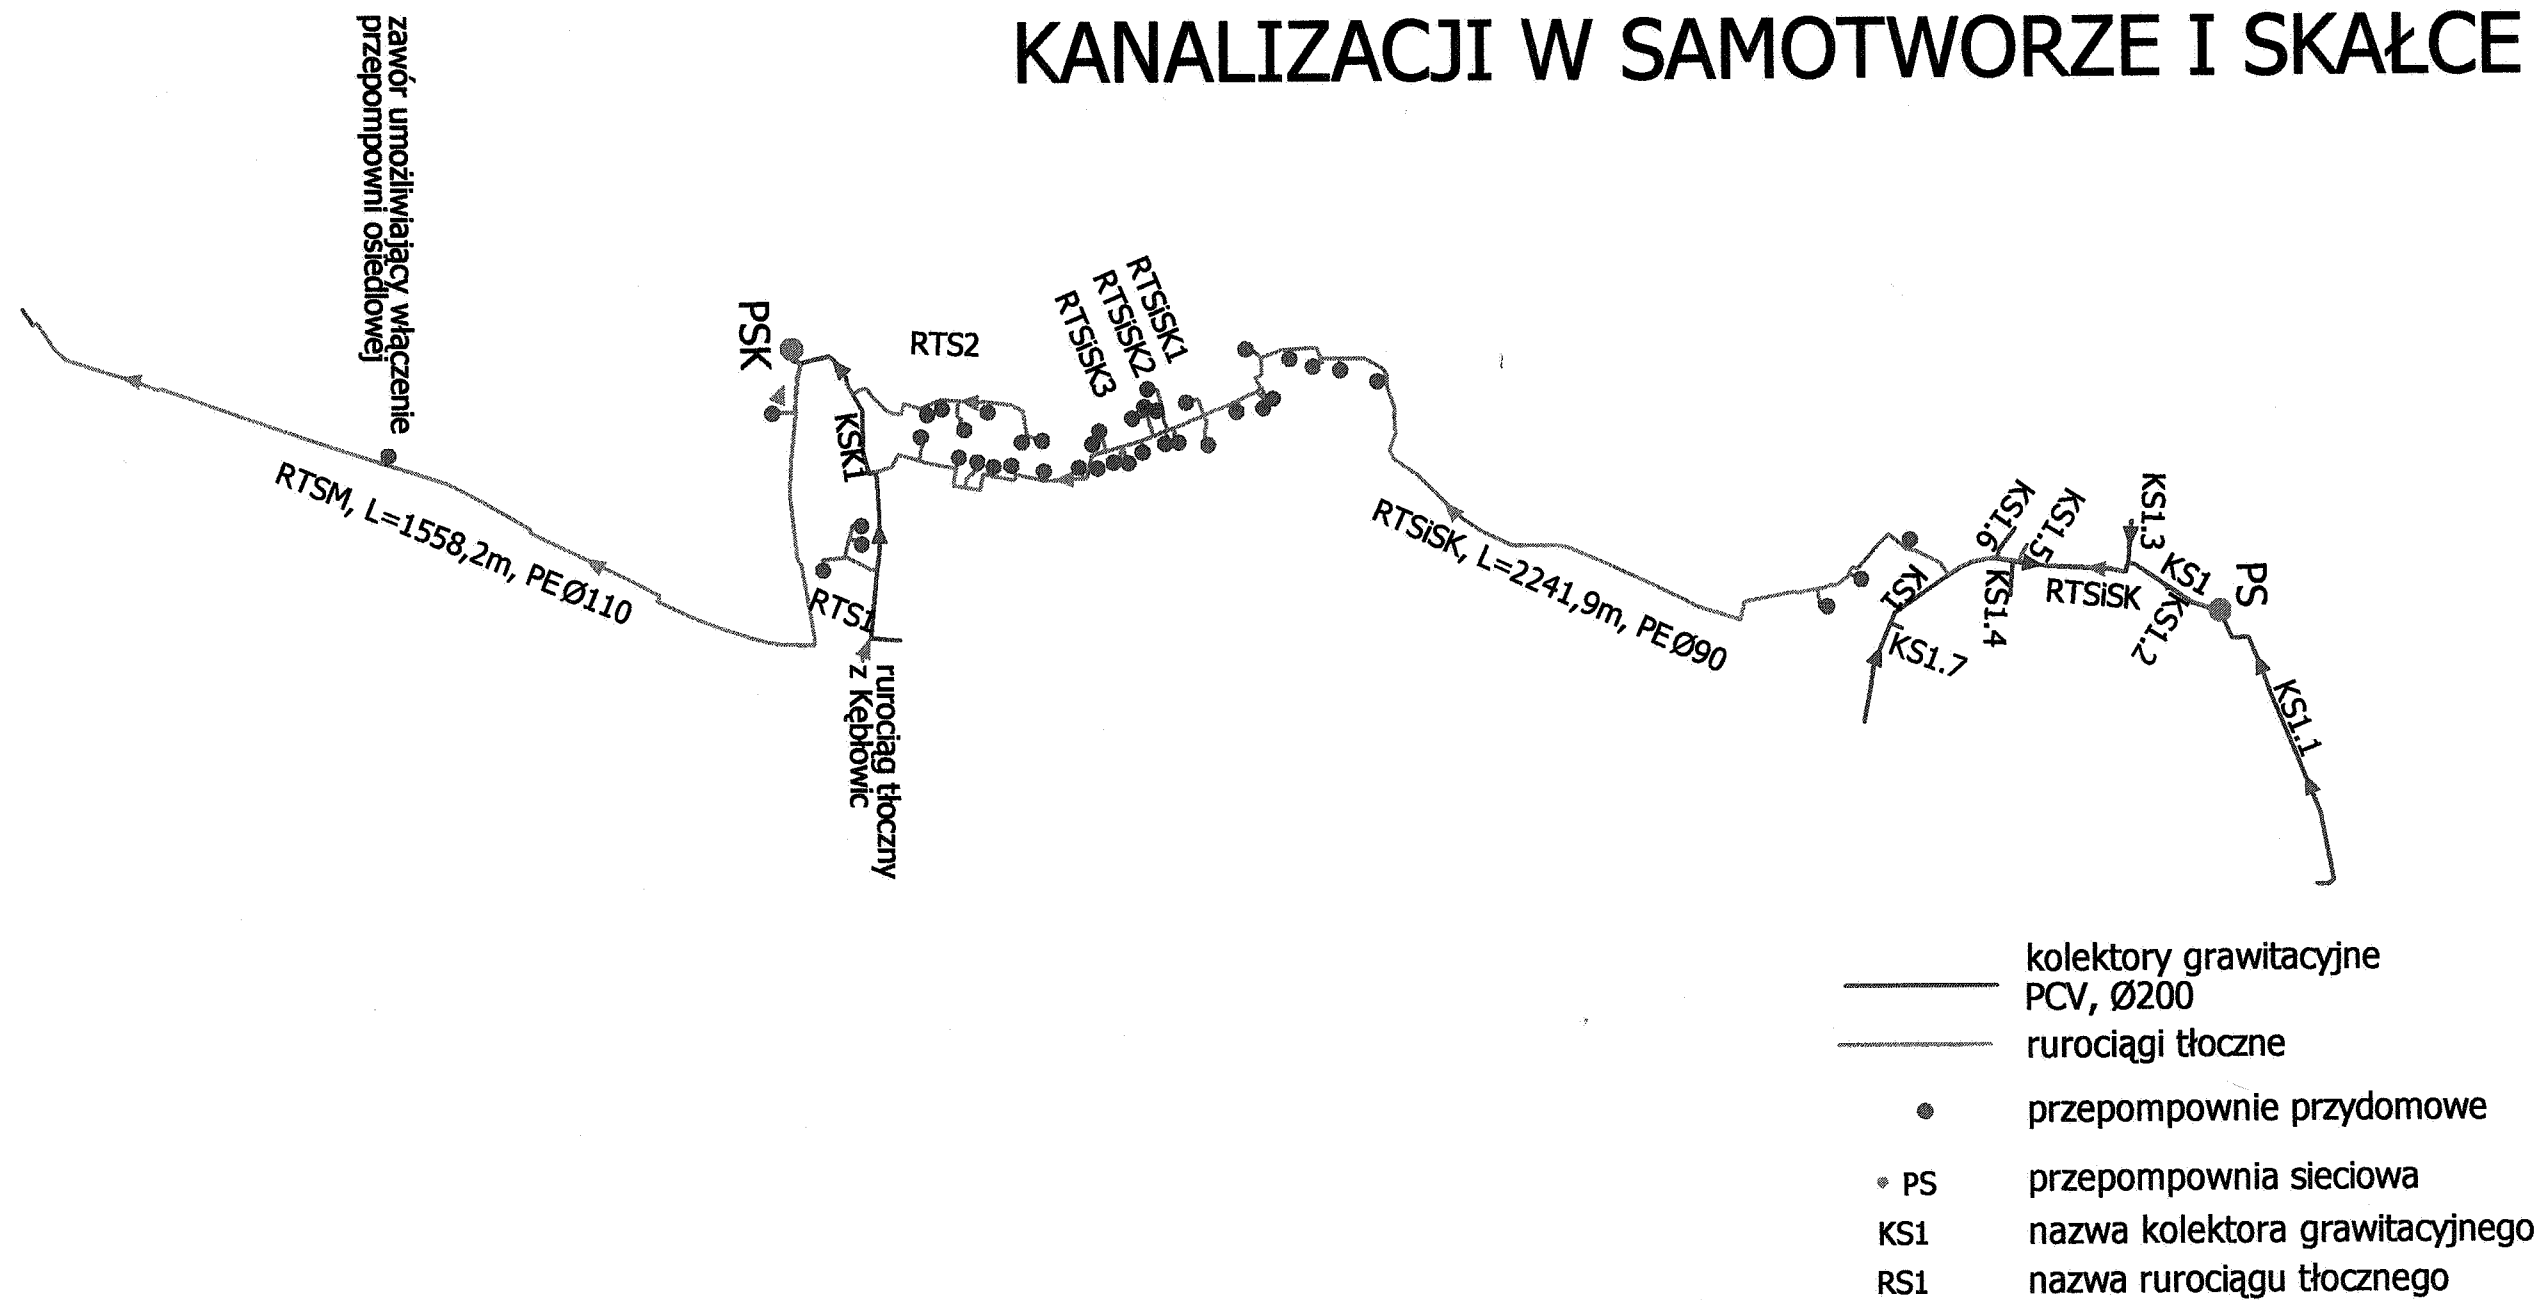 KANALIZACJI W SAMOTWORZE I SKAŁCE
zawór umożliwiający włączenie
przepompowni osiedlowej
PSK
RTS2
RTSiSK1
RTSiSK2
RTSiSK3
KSK1
RTSM, L=1558,2m, PEØ110
RTS1
rurociąg tłoczny
z Kębłowic
RTSiSK, L=2241,9m, PEØ90
KS1.6
KS1.5
KS1.3
KS1
PS
KS1
KS1.4
RTSiSK
KS1.2
KS1.7
KS1.1
kolektory grawitacyjne
PCV, Ø200
rurociągi tłoczne
przepompownie przydomowe
PS przepompownia sieciowa
KS1 nazwa kolektora grawitacyjnego
RS1 nazwa rurociągu tłocznego